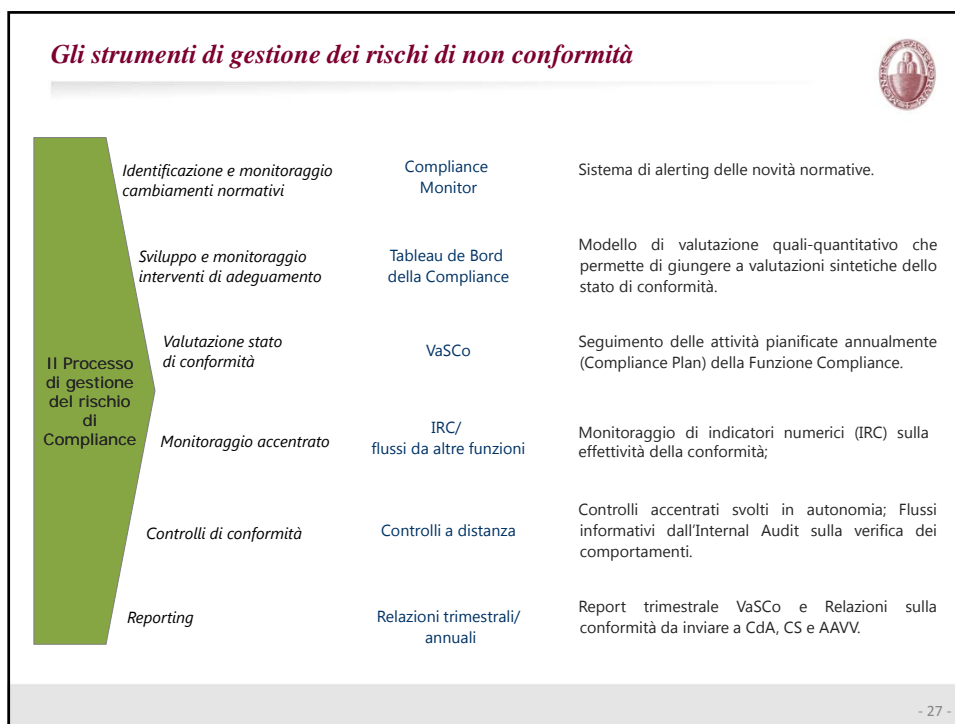 Gli strumenti di gestione dei rischi di non conformità
MONTIS PASCVORVM
Il Processo
di gestione
del rischio
di
Compliance
Identificazione e monitoraggio
cambiamenti normativi
Compliance
Monitor
Sistema di alerting delle novità normative.
Sviluppo e monitoraggio
interventi di adeguamento
Tableau de Bord
della Compliance
Modello di valutazione quali-quantitativo che
permette di giungere a valutazioni sintetiche dello
stato di conformità.
Valutazione stato
di conformità
VaSCo
Seguimento delle attività pianificate annualmente
(Compliance Plan) della Funzione Compliance.
Monitoraggio accentrato
IRC/
flussi da altre funzioni
Monitoraggio di indicatori numerici (IRC) sulla
effettività della conformità;
Controlli di conformità
Controlli a distanza
Controlli accentrati svolti in autonomia; Flussi
informativi dall'Internal Audit sulla verifica dei
comportamenti.
Reporting
Relazioni trimestrali/
annuali
Report trimestrale VaSCo e Relazioni sulla
conformità da inviare a CdA, CS e AAVV.
- 27 -